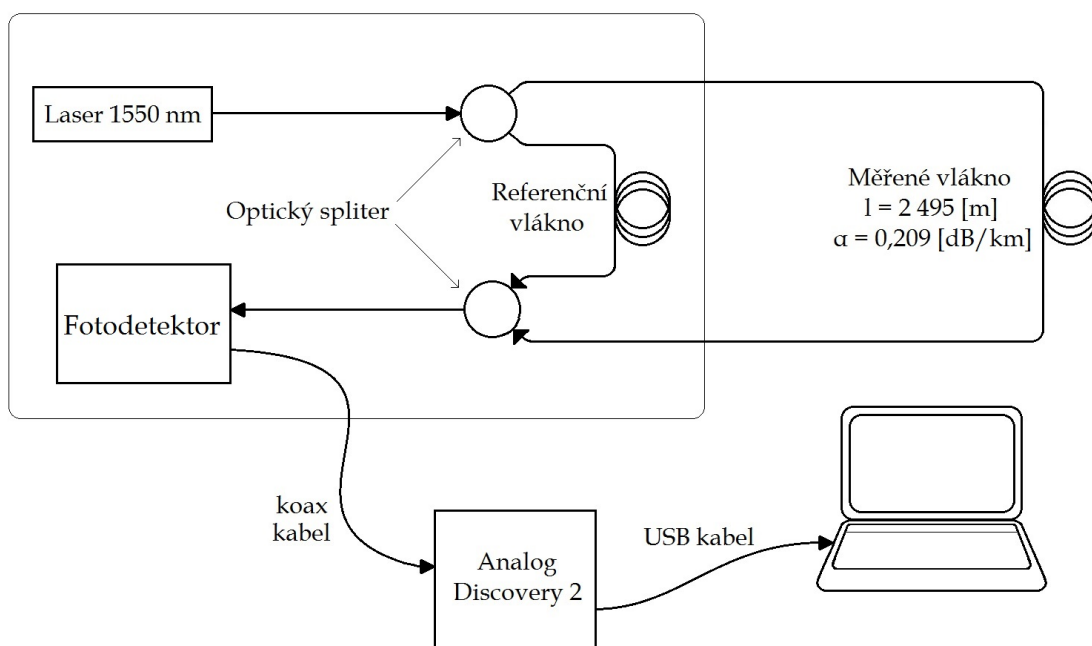 Laser 1550 nm
Optický spliter
Referenční
vlákno
Měřené vlákno
l = 2 495 [m]
α = 0,209 [dB/km]
Fotodetektor
koax
kabel
Analog
Discovery 2
USB kabel